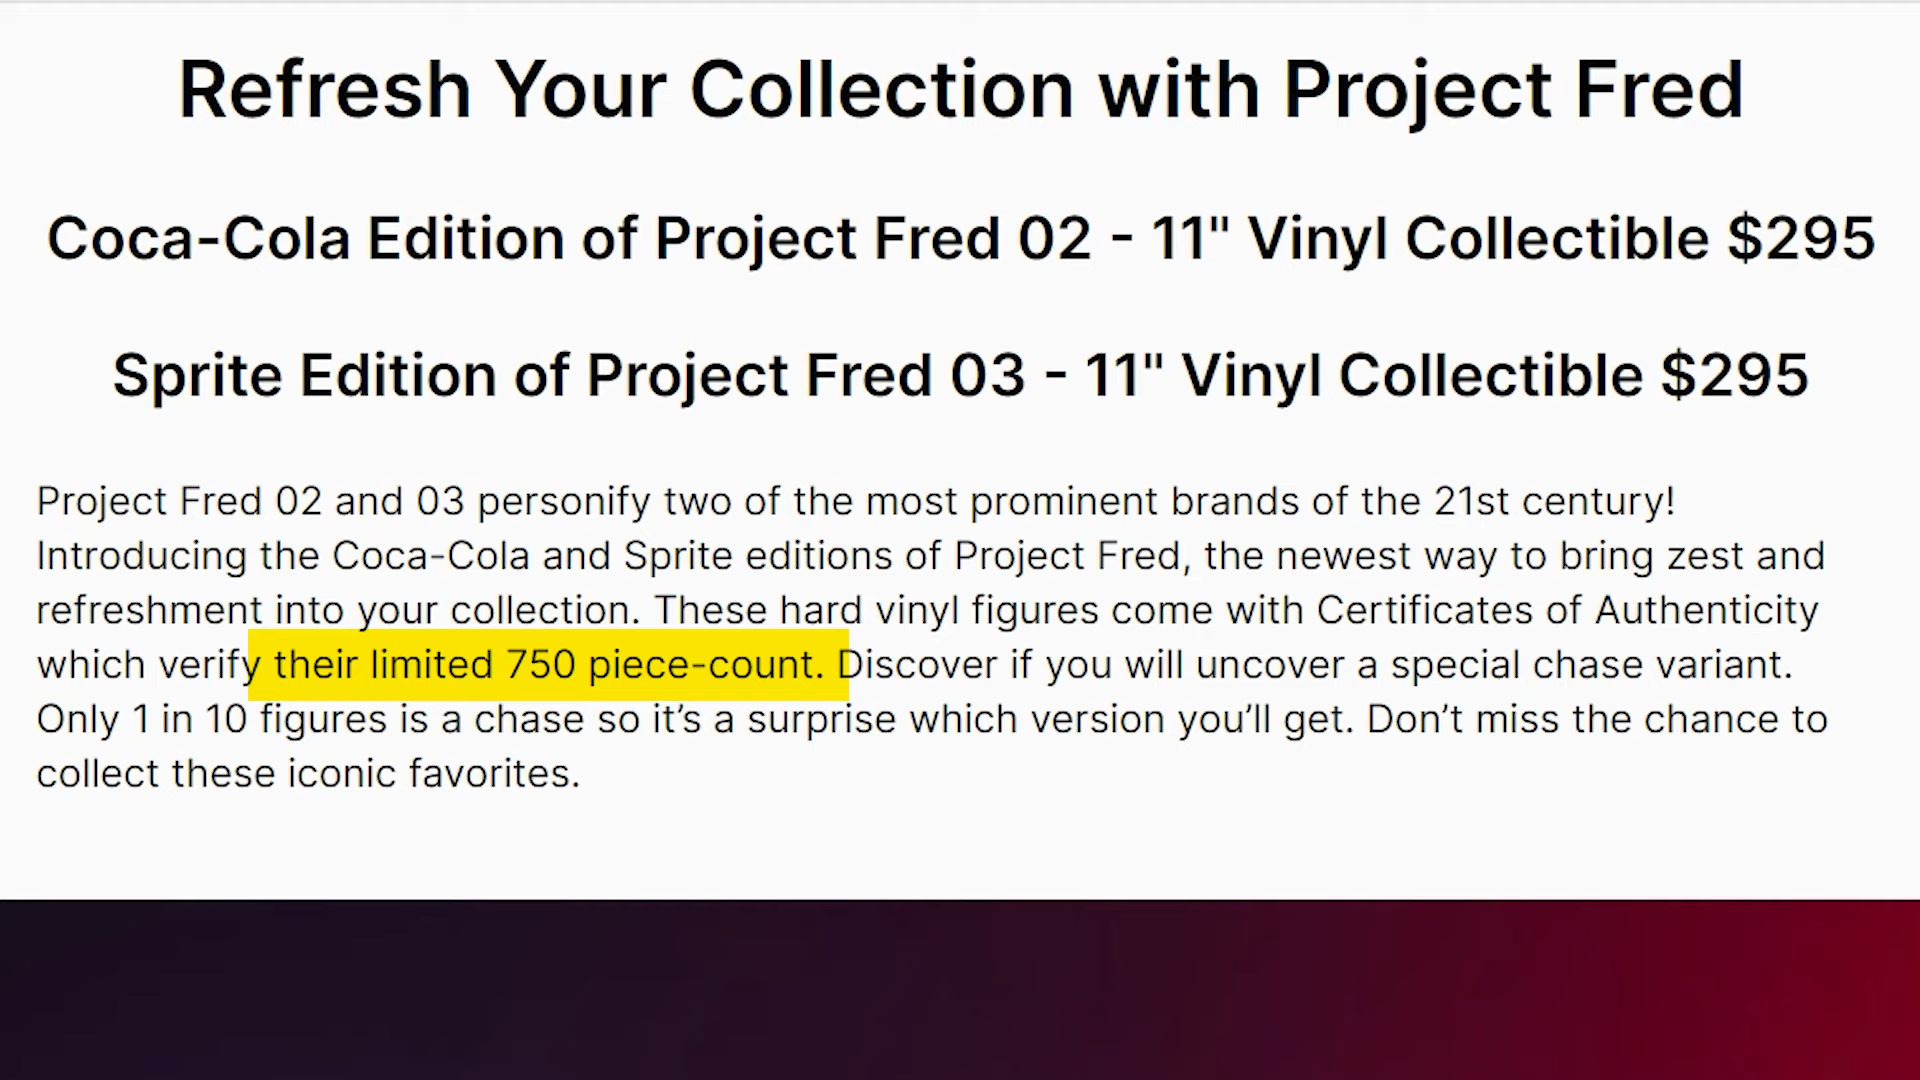 Refresh Your Collection with Project Fred
Coca-Cola Edition of Project Fred 02 - 11" Vinyl Collectible $295
Sprite Edition of Project Fred 03 - 11" Vinyl Collectible $295
Project Fred 02 and 03 personify two of the most prominent brands of the 21st century!
Introducing the Coca-Cola and Sprite editions of Project Fred, the newest way to bring zest and
refreshment into your collection. These hard vinyl figures come with Certificates of Authenticity
which verify their limited 750 piece-count. Discover if you will uncover a special chase variant.
Only 1 in 10 figures is a chase so it’s a surprise which version you’ll get. Don’t miss the chance to
collect these iconic favorites.